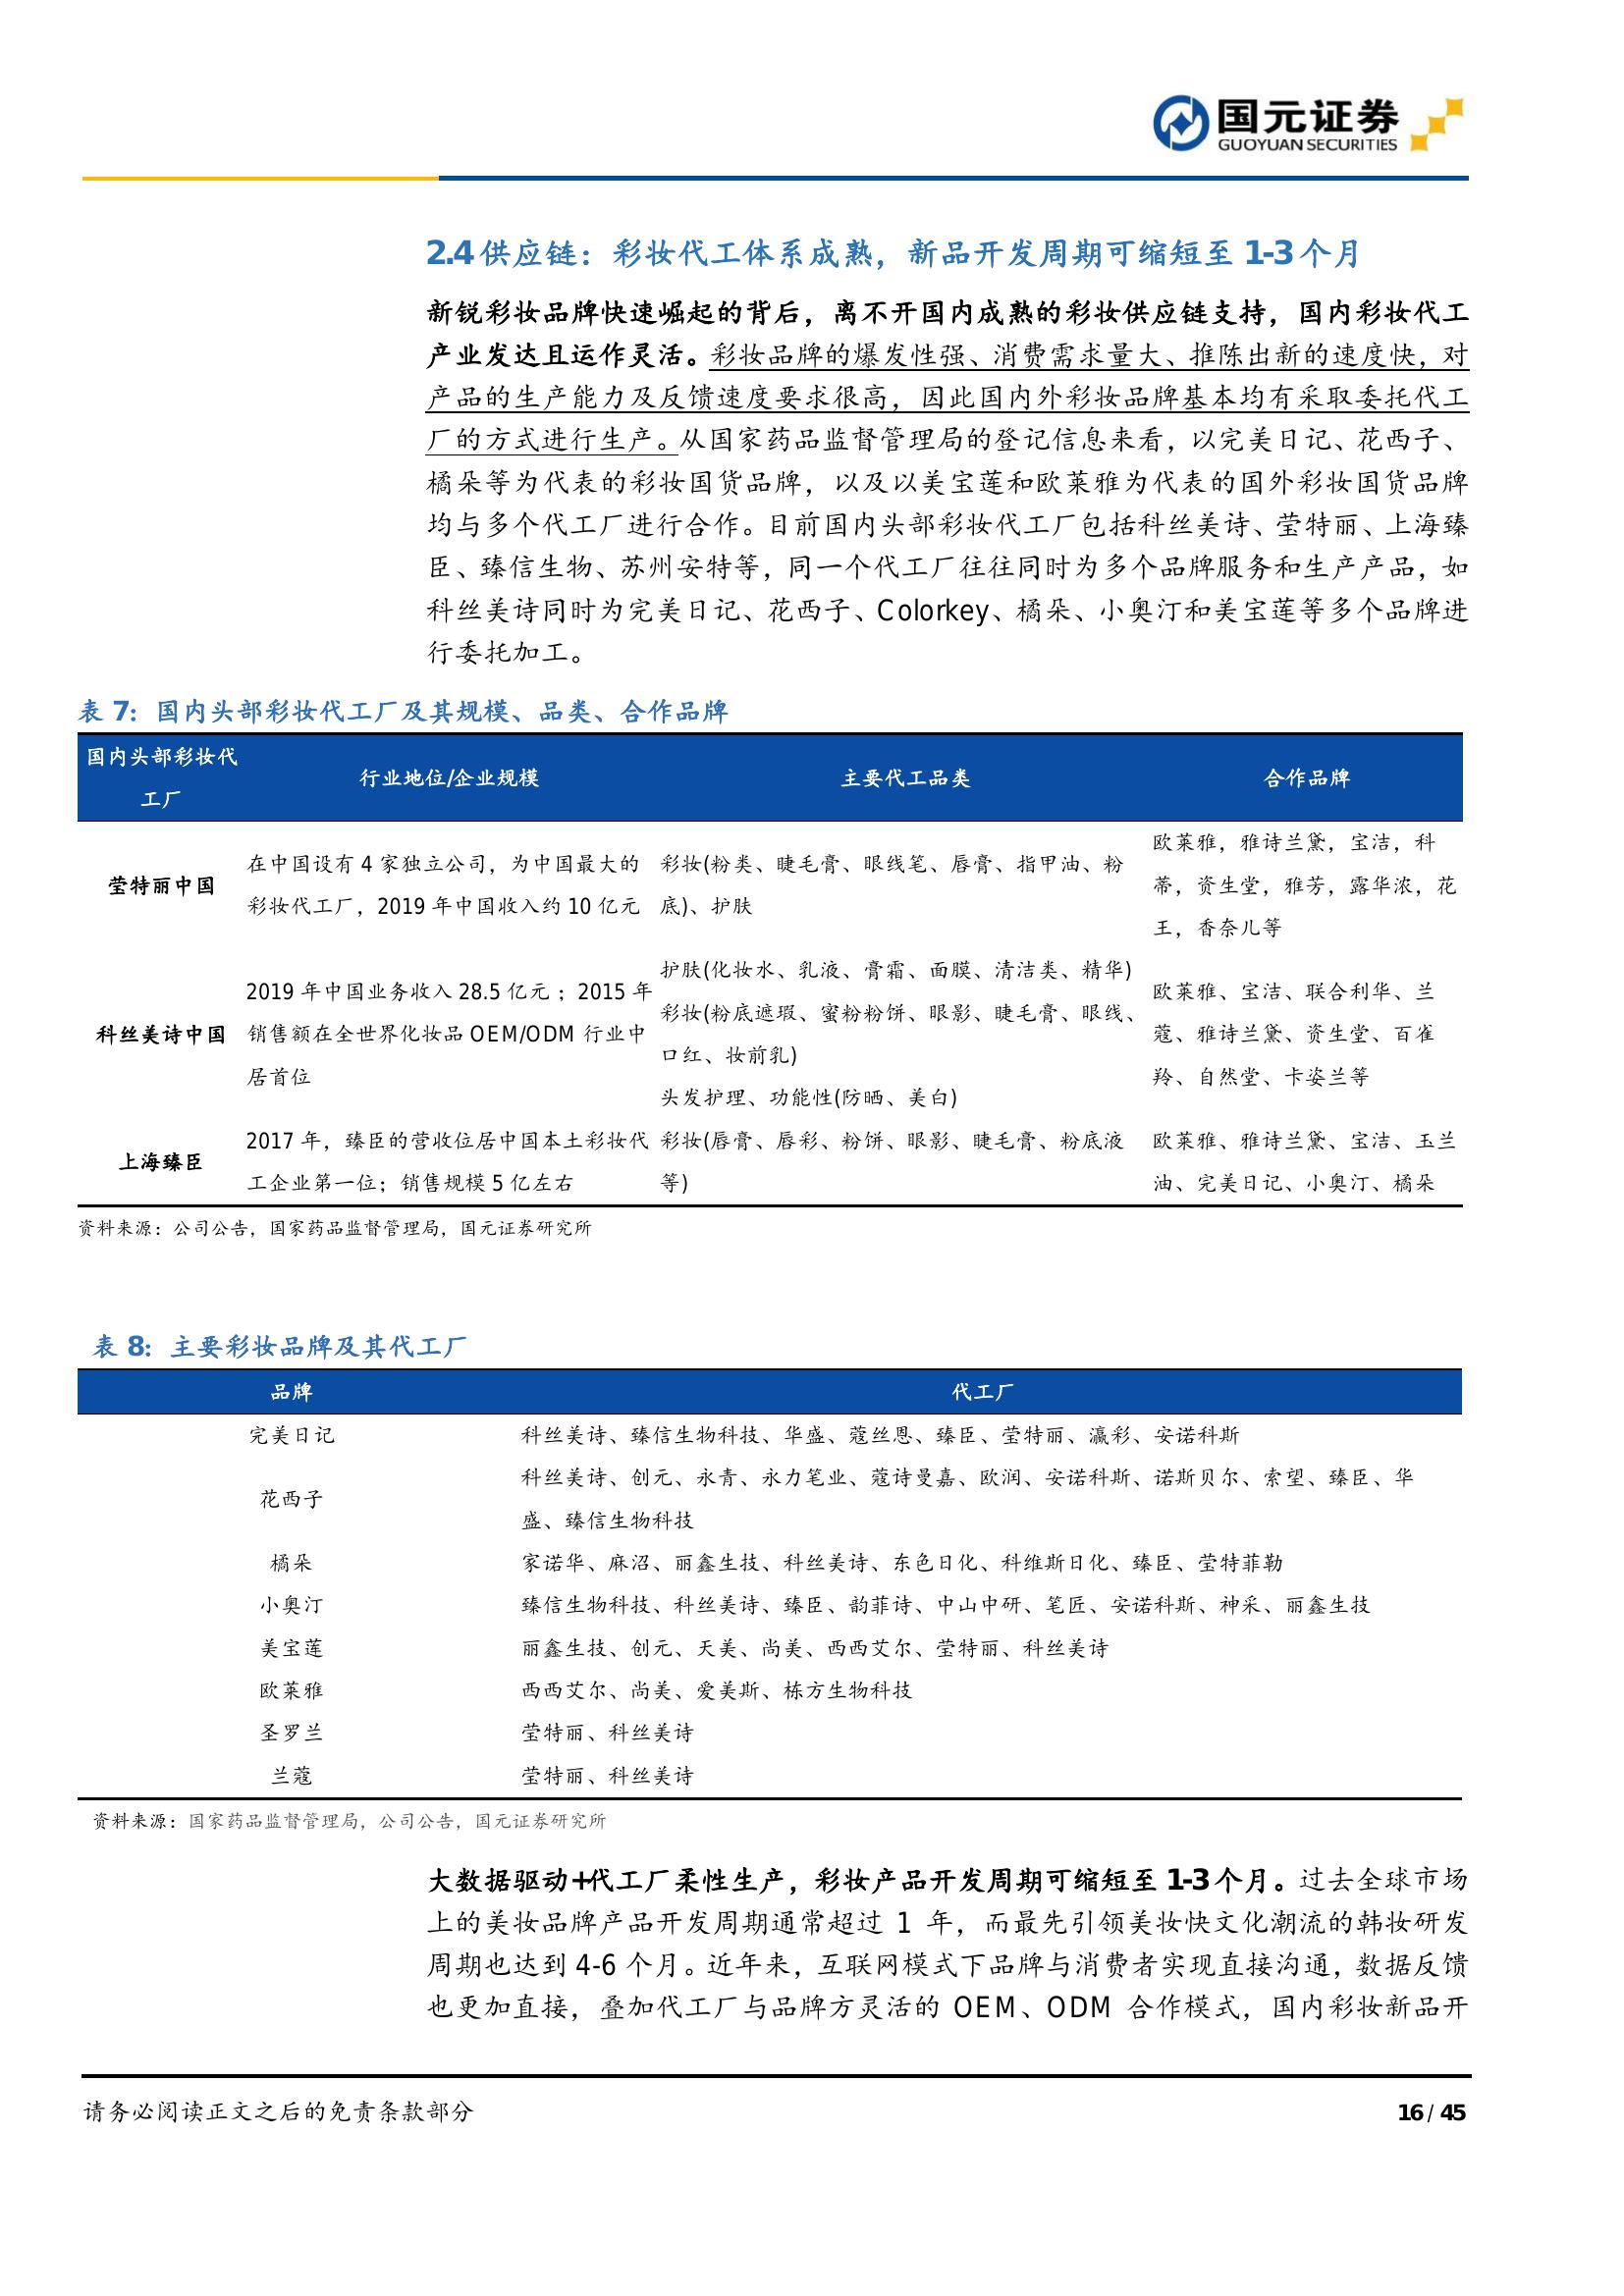 国元证券
GUOYUAN SECURITIES
2.4 供应链：彩妆代工体系成熟，新品开发周期可缩短至 1-3 个月
新锐彩妆品牌快速崛起的背后，离不开国内成熟的彩妆供应链支持，国内彩妆代工
产业发达且运作灵活。彩妆品牌的爆发性强、消费需求量大、推陈出新的速度快，对
产品的生产能力及反馈速度要求很高，因此国内外彩妆品牌基本均有采取委托代工
厂的方式进行生产。从国家药品监督管理局的登记信息来看，以完美日记、花西子、
橘朵等为代表的彩妆国货品牌，以及以美宝莲和欧莱雅为代表的国外彩妆国货品牌
均与多个代工厂进行合作。目前国内头部彩妆代工厂包括科丝美诗、莹特丽、上海臻
臣、臻信生物、苏州安特等，同一个代工厂往往同时为多个品牌服务和生产产品，如
科丝美诗同时为完美日记、花西子、Colorkey、橘朵、小奥汀和美宝莲等多个品牌进
行委托加工。
表 7：国内头部彩妆代工厂及其规模、品类、合作品牌
国内头部彩妆代
工厂
行业地位/企业规模
主要代工品类
合作品牌
莹特丽中国
在中国设有 4 家独立公司，为中国最大的
彩妆代工厂，2019 年中国收入约 10 亿元
彩妆(粉类、睫毛膏、眼线笔、唇膏、指甲油、粉
底)、护肤
欧莱雅，雅诗兰黛，宝洁，科
蒂，资生堂，雅芳，露华浓，花
王，香奈儿等
科丝美诗中国
2019 年中国业务收入 28.5 亿元；2015 年
销售额在全世界化妆品 OEM/ODM 行业中
居首位
护肤(化妆水、乳液、膏霜、面膜、清洁类、精华)
彩妆(粉底遮瑕、蜜粉粉饼、眼影、睫毛膏、眼线、
口红、妆前乳)
头发护理、功能性(防晒、美白)
欧莱雅、宝洁、联合利华、兰
蔻、雅诗兰黛、资生堂、百雀
羚、自然堂、卡姿兰等
上海臻臣
2017 年，臻臣的营收位居中国本土彩妆代
工企业第一位；销售规模 5 亿左右
彩妆(唇膏、唇彩、粉饼、眼影、睫毛膏、粉底液
等)
欧莱雅、雅诗兰黛、宝洁、玉兰
油、完美日记、小奥汀、橘朵
资料来源：公司公告，国家药品监督管理局，国元证券研究所
表 8：主要彩妆品牌及其代工厂
品牌
代工厂
完美日记
科丝美诗、臻信生物科技、华盛、蔻丝恩、臻臣、莹特丽、瀛彩、安诺科斯
花西子
科丝美诗、创元、永青、永力笔业、蔻诗曼嘉、欧润、安诺科斯、诺斯贝尔、索望、臻臣、华
盛、臻信生物科技
橘朵
家诺华、麻沼、丽鑫生技、科丝美诗、东色日化、科维斯日化、臻臣、莹特菲勒
小奥汀
臻信生物科技、科丝美诗、臻臣、韵菲诗、中山中研、笔匠、安诺科斯、神采、丽鑫生技
美宝莲
丽鑫生技、创元、天美、尚美、西西艾尔、莹特丽、科丝美诗
欧莱雅
西西艾尔、尚美、爱美斯、栋方生物科技
圣罗兰
莹特丽、科丝美诗
兰蔻
莹特丽、科丝美诗
资料来源：国家药品监督管理局，公司公告，国元证券研究所
大数据驱动+代工厂柔性生产，彩妆产品开发周期可缩短至 1-3 个月。过去全球市场
上的美妆品牌产品开发周期通常超过 1 年，而最先引领美妆快文化潮流的韩妆研发
周期也达到 4-6 个月。近年来，互联网模式下品牌与消费者实现直接沟通，数据反馈
也更加直接，叠加代工厂与品牌方灵活的 OEM、ODM 合作模式，国内彩妆新品开
请务必阅读正文之后的免责条款部分
16 / 45